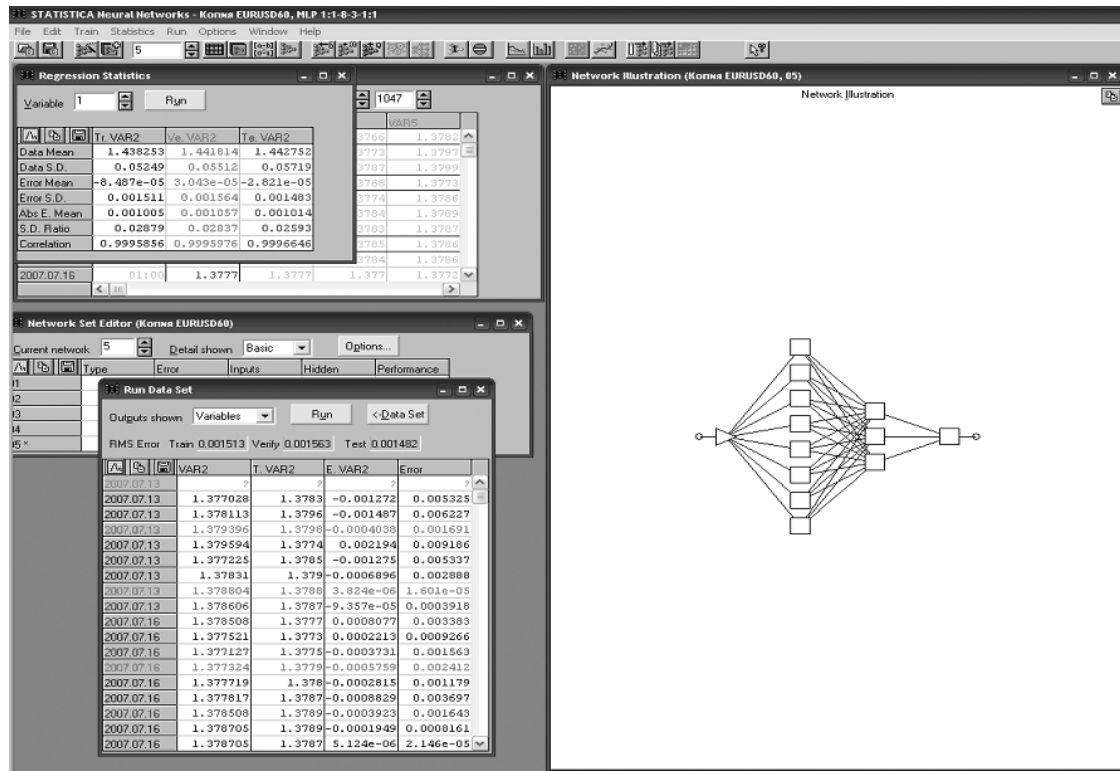 STATISTICA Neural Networks - Копия EURUSD60, MLP 1:1-8-3-1:1
File Edit Train Statistics Run Options Window Help
5
Regression Statistics
Variable 1 Run
1047
VAR5
Tr. VAR2 Ve. VAR2 Te. VAR2
3766 1.3782
Data Mean 1.438253 1.441814 1.442752
3773 1.3797
Data S.D. 0.05249 0.05512 0.05719
3787 1.3799
Error Mean -8.487e-05 3.043e-05 -2.821e-05
3768 1.3773
Error S.D. 0.001511 0.001564 0.001483
3774 1.3786
Abs E. Mean 0.001005 0.001057 0.001014
3784 1.3789
S.D. Ratio 0.02879 0.02837 0.02593
3783 1.3787
Correlation 0.9995856 0.9995976 0.9996646
3785 1.3786
3784 1.3786
2007.07.16 01:00 1.3777 1.3777 1.377 1.3772
Network Set Editor (Копия EURUSD60)
Current network 5 Detail shown Basic Options...
Type Error Inputs Hidden Performance
01
02
03
04
05 *
Run Data Set
Outputs shown Variables Run <-Data Set
RMS Error Train 0.001513 Verify 0.001563 Test 0.001482
VAR2 T. VAR2 E. VAR2 Error
2007.07.13 ? ? ? ?
2007.07.13 1.377028 1.3783 -0.001272 0.005325
2007.07.13 1.378113 1.3796 -0.001487 0.006227
2007.07.13 1.379396 1.3798 -0.0004038 0.001691
2007.07.13 1.379594 1.3774 0.002194 0.009186
2007.07.13 1.377225 1.3785 -0.001275 0.005337
2007.07.13 1.37831 1.379 -0.0006896 0.002888
2007.07.13 1.378804 1.3788 3.824e-06 1.601e-05
2007.07.13 1.378606 1.3787 -9.357e-05 0.0003918
2007.07.16 1.378508 1.3777 0.0008077 0.003383
2007.07.16 1.377521 1.3773 0.0002213 0.0009266
2007.07.16 1.377127 1.3775 -0.0003731 0.001563
2007.07.16 1.377324 1.3779 -0.0005759 0.002412
2007.07.16 1.377719 1.378 -0.0002815 0.001179
2007.07.16 1.377817 1.3787 -0.0008829 0.003697
2007.07.16 1.378508 1.3789 -0.0003923 0.001643
2007.07.16 1.378705 1.3789 -0.0001949 0.0008161
2007.07.16 1.378705 1.3787 5.124e-06 2.146e-05
Network Illustration (Копия EURUSD60, 05)
Network Illustration